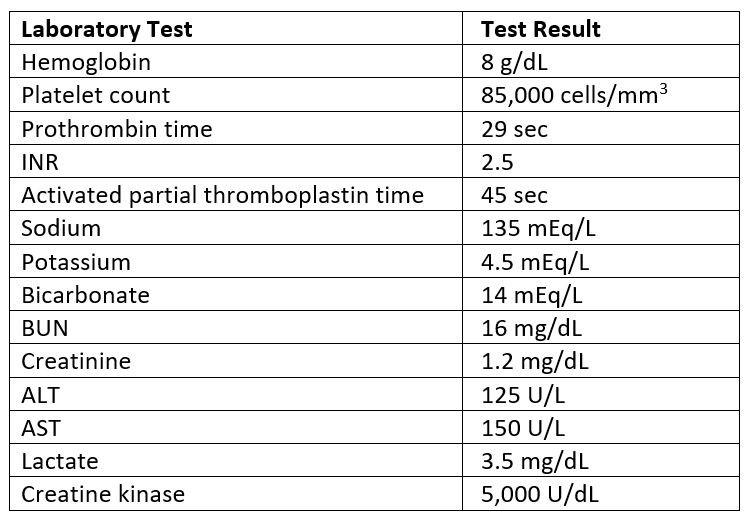 Laboratory Test Test Result
Hemoglobin 8 g/dL
Platelet count 85,000 cells/mm³
Prothrombin time 29 sec
INR 2.5
Activated partial thromboplastin time 45 sec
Sodium 135 mEq/L
Potassium 4.5 mEq/L
Bicarbonate 14 mEq/L
BUN 16 mg/dL
Creatinine 1.2 mg/dL
ALT 125 U/L
AST 150 U/L
Lactate 3.5 mg/dL
Creatine kinase 5,000 U/dL